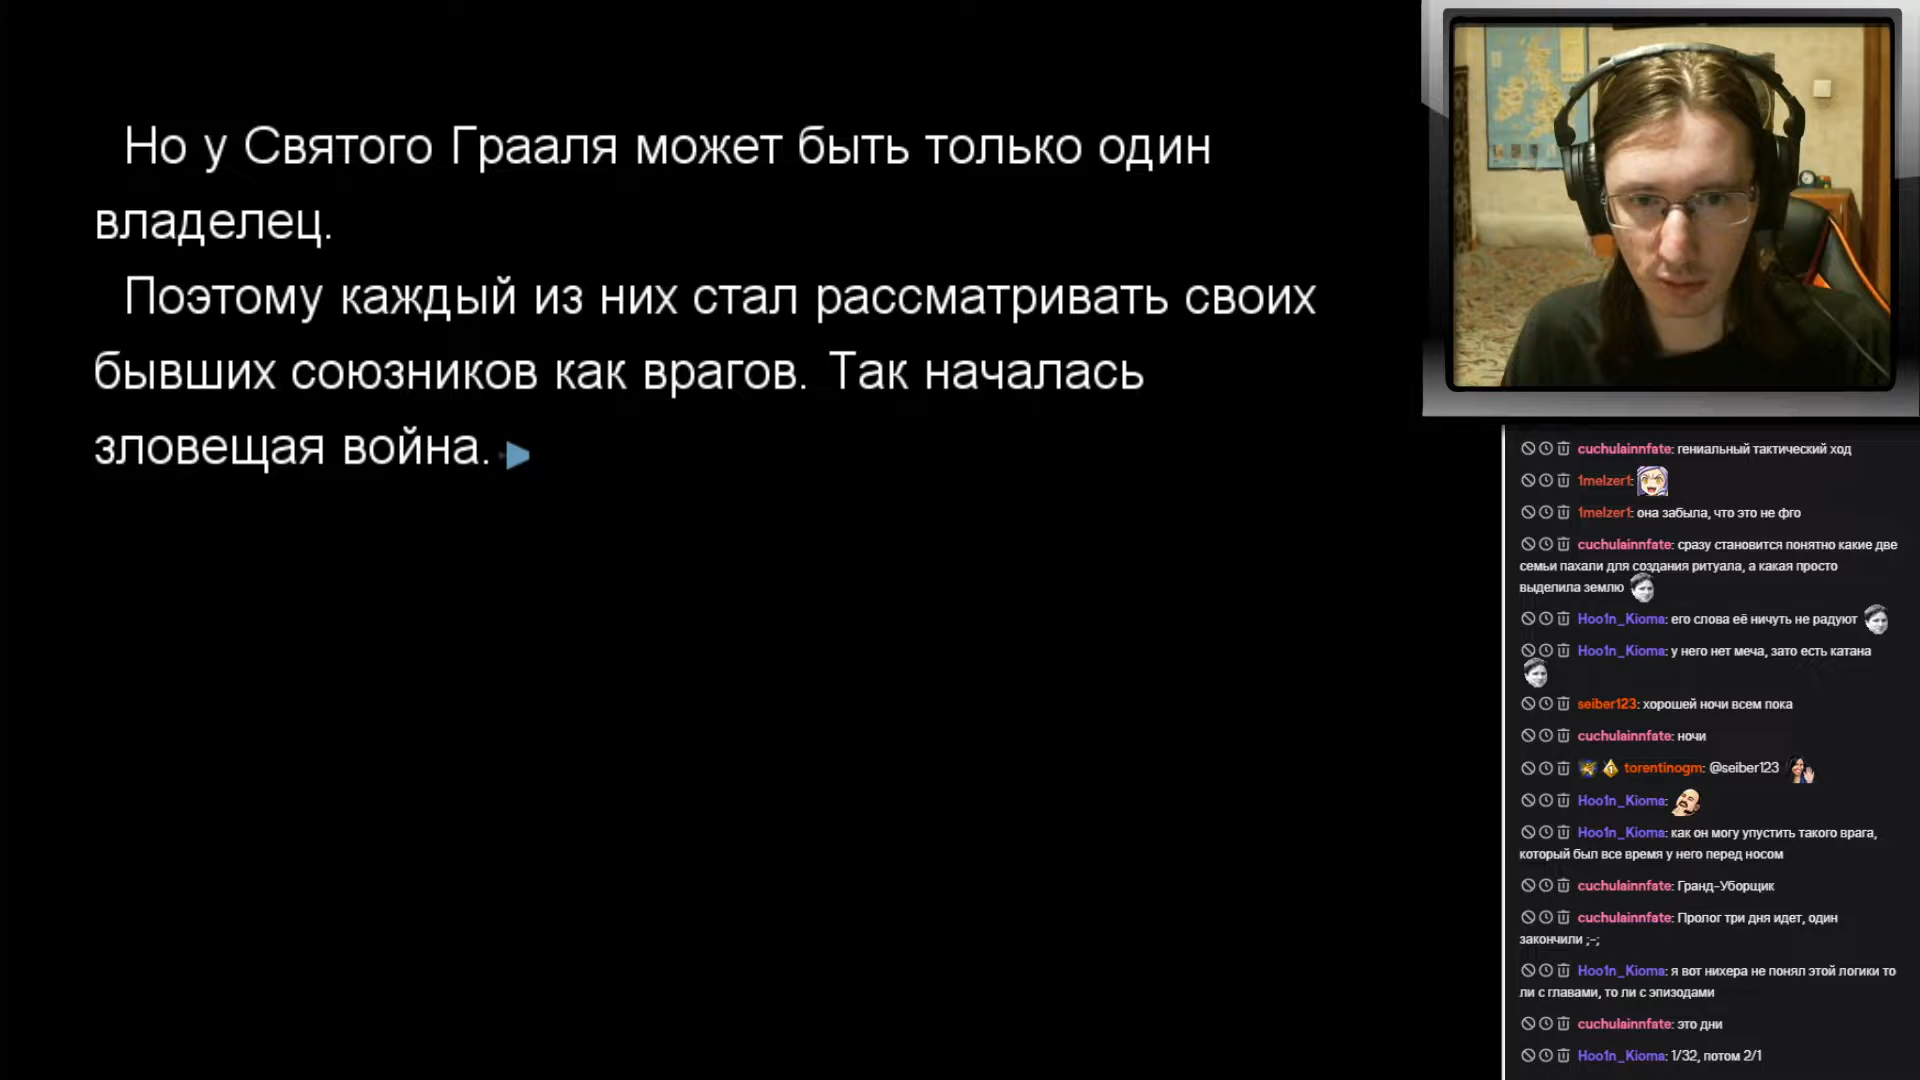 Но у Святого Грааля может быть только один
владелец.
Поэтому каждый из них стал рассматривать своих
бывших союзников как врагов. Так началась
зловещая война.
cuchulainnfate: гениальный тактический ход
1melzer1:
1melzer1: она забыла, что это не фго
cuchulainnfate: сразу становится понятно какие две
семьи пахали для создания ритуала, а какая просто
выделила землю
Hoo1n_Kioma: его слова её ничуть не радуют
Hoo1n_Kioma: у него нет меча, зато есть катана
seiber123: хорошей ночи всем пока
cuchulainnfate: ночи
torentinogm: @seiber123
Hoo1n_Kioma:
Hoo1n_Kioma: как он могу упустить такого врага,
который был все время у него перед носом
cuchulainnfate: Гранд-Уборщик
cuchulainnfate: Пролог три дня идет, один
закончили ;-;
Hoo1n_Kioma: я вот нихера не понял этой логики то
ли с главами, то ли с эпизодами
cuchulainnfate: это дни
Hoo1n_Kioma: 1/32, потом 2/1